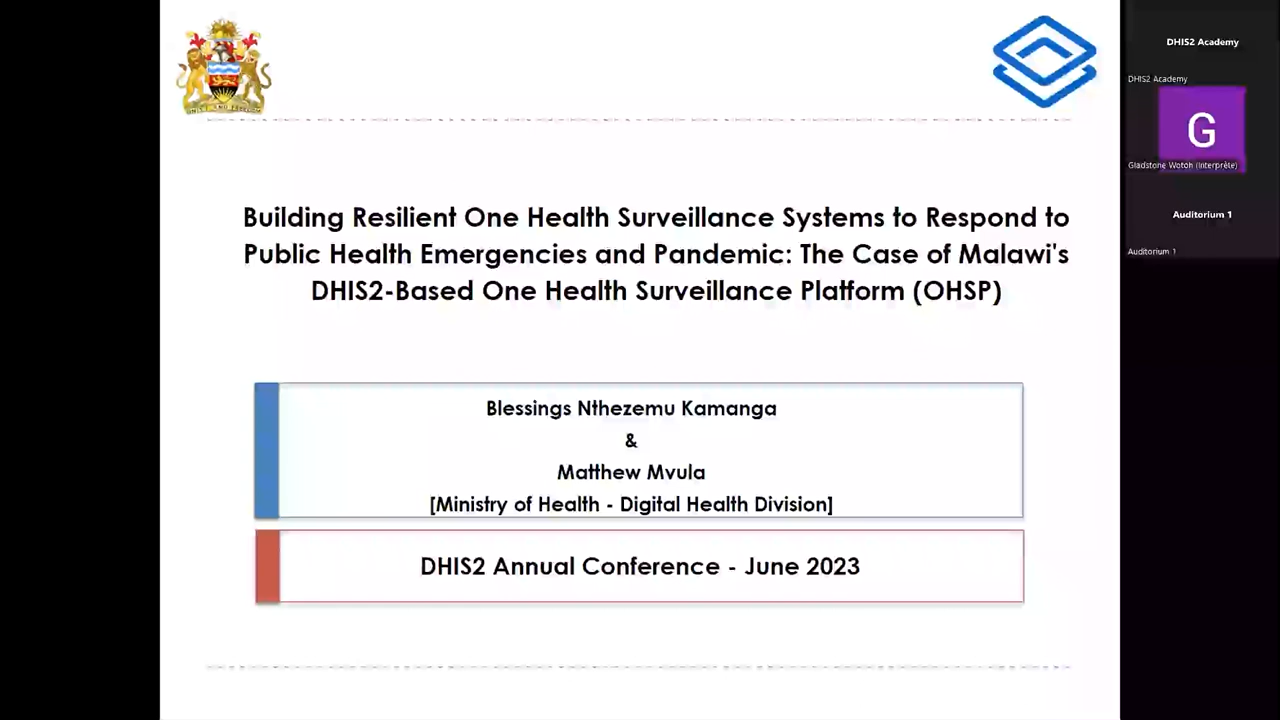 Building Resilient One Health Surveillance Systems to Respond to
Public Health Emergencies and Pandemic: The Case of Malawi's
DHIS2-Based One Health Surveillance Platform (OHSP)
Blessings Nthezemu Kamanga
&
Matthew Mvula
[Ministry of Health - Digital Health Division]
DHIS2 Annual Conference - June 2023
DHIS2 Academy
DHIS2 Academy
G
Gladstone Wotoh (Interprète)
Auditorium 1
Auditorium 1